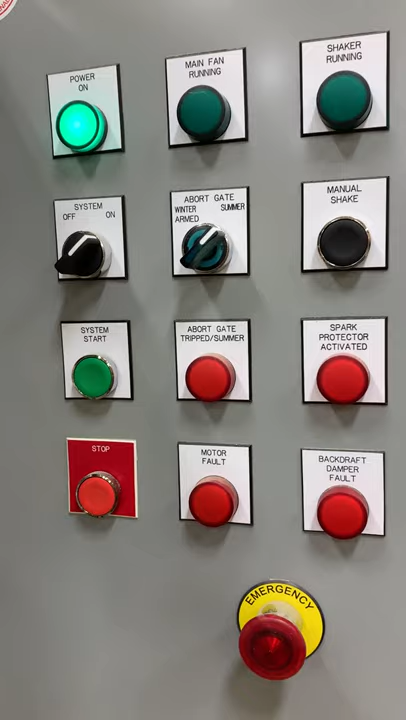 POWER
ON
MAIN FAN
RUNNING
SHAKER
RUNNING
SYSTEM
OFF ON
ABORT GATE
WINTER SUMMER
ARMED
MANUAL
SHAKE
SYSTEM
START
ABORT GATE
TRIPPED/SUMMER
SPARK
PROTECTOR
ACTIVATED
STOP
MOTOR
FAULT
BACKDRAFT
DAMPER
FAULT
EMERGENCY